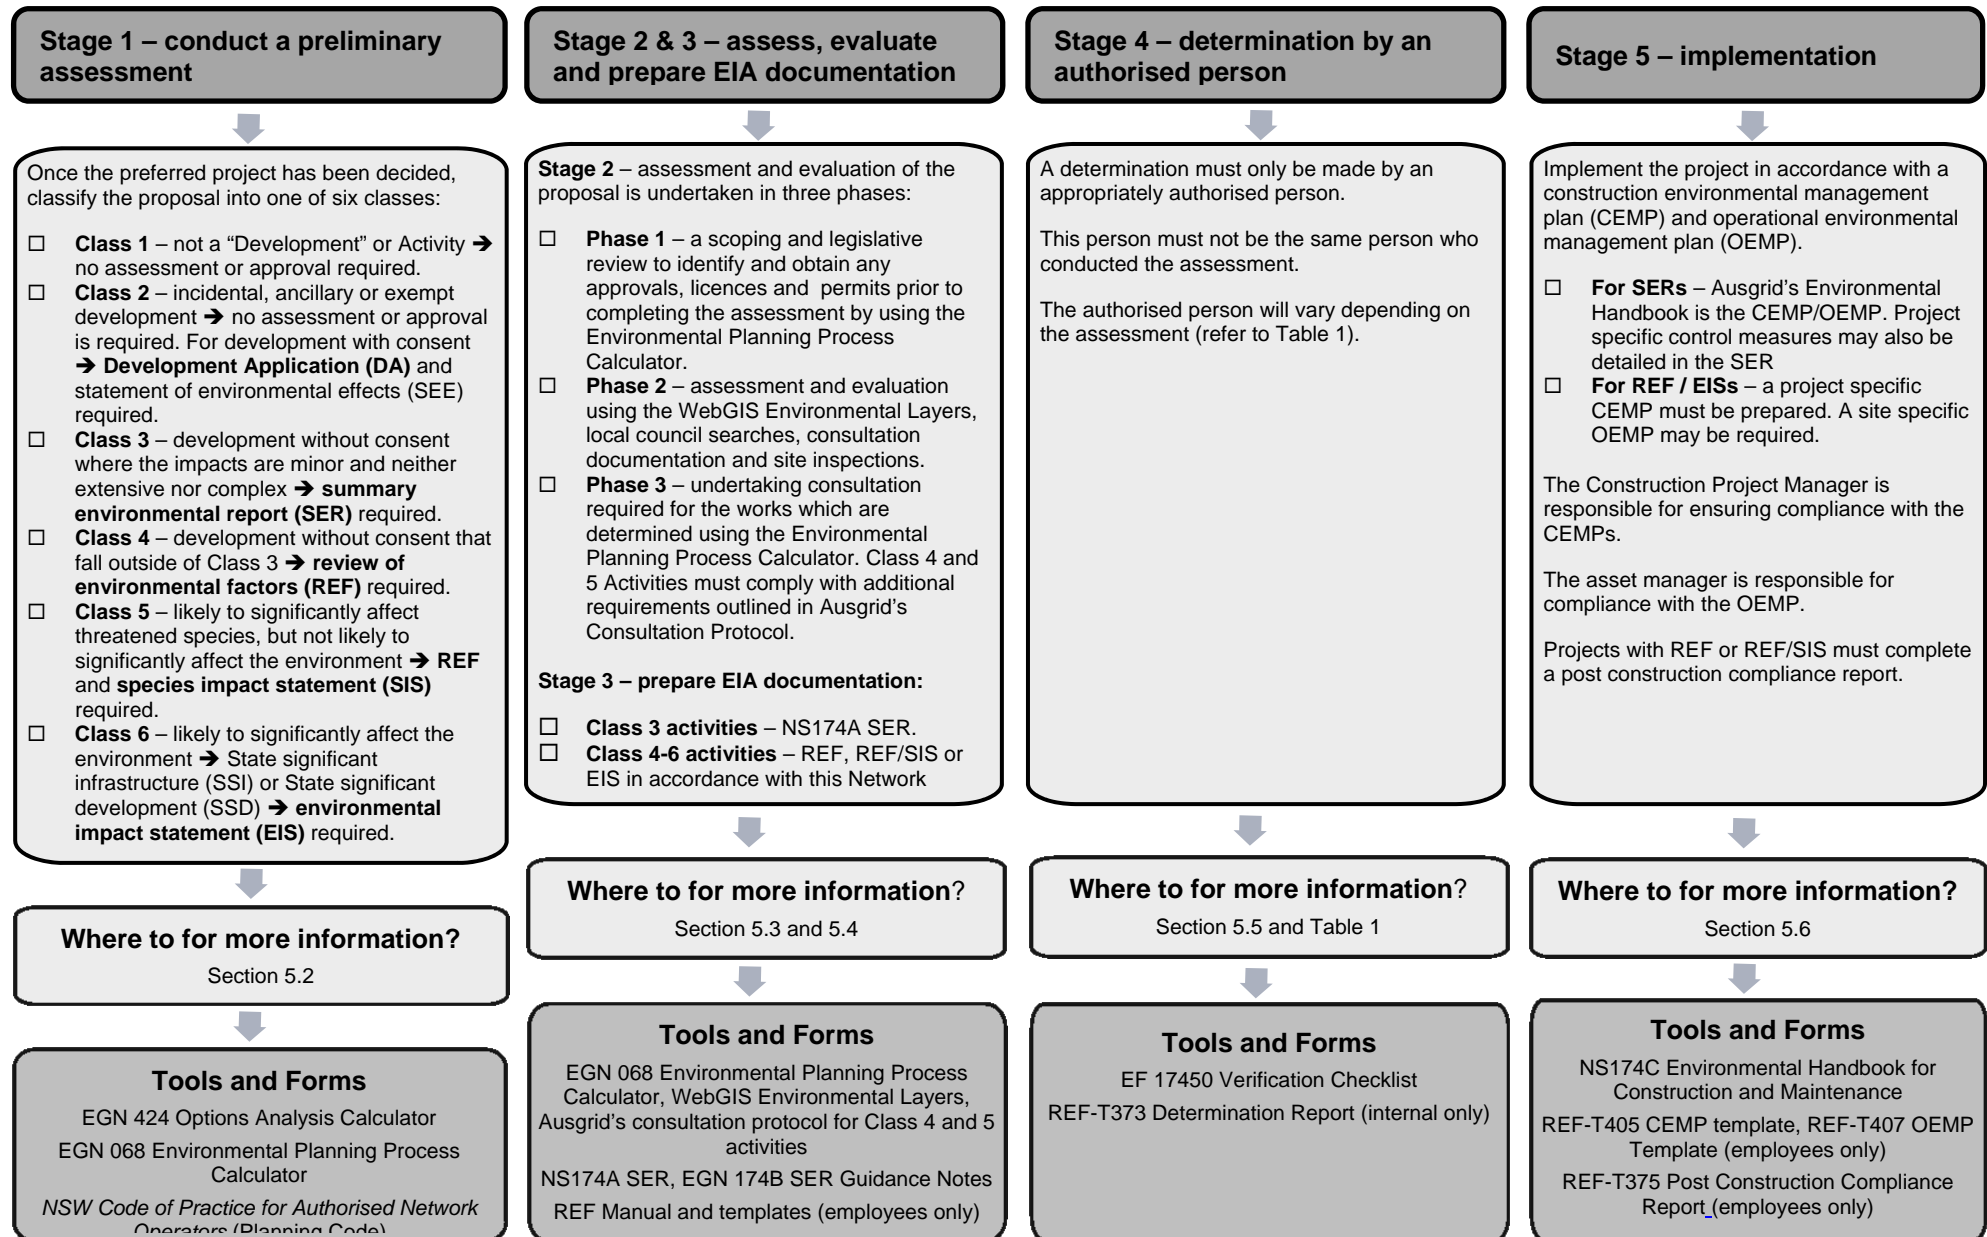 Stage 1 – conduct a preliminary
assessment
Once the preferred project has been decided,
classify the proposal into one of six classes:
☐ Class 1 – not a “Development” or Activity ➔
no assessment or approval required.
☐ Class 2 – incidental, ancillary or exempt
development ➔ no assessment or approval
is required. For development with consent
➔ Development Application (DA) and
statement of environmental effects (SEE)
required.
☐ Class 3 – development without consent
where the impacts are minor and neither
extensive nor complex ➔ summary
environmental report (SER) required.
☐ Class 4 – development without consent that
fall outside of Class 3 ➔ review of
environmental factors (REF) required.
☐ Class 5 – likely to significantly affect
threatened species, but not likely to
significantly affect the environment ➔ REF
and species impact statement (SIS)
required.
☐ Class 6 – likely to significantly affect the
environment ➔ State significant
infrastructure (SSI) or State significant
development (SSD) ➔ environmental
impact statement (EIS) required.
Where to for more information?
Section 5.2
Tools and Forms
EGN 424 Options Analysis Calculator
EGN 068 Environmental Planning Process
Calculator
NSW Code of Practice for Authorised Network
Operators (Planning Code)
Stage 2 & 3 – assess, evaluate
and prepare EIA documentation
Stage 2 – assessment and evaluation of the
proposal is undertaken in three phases:
☐ Phase 1 – a scoping and legislative
review to identify and obtain any
approvals, licences and permits prior to
completing the assessment by using the
Environmental Planning Process
Calculator.
☐ Phase 2 – assessment and evaluation
using the WebGIS Environmental Layers,
local council searches, consultation
documentation and site inspections.
☐ Phase 3 – undertaking consultation
required for the works which are
determined using the Environmental
Planning Process Calculator. Class 4 and
5 Activities must comply with additional
requirements outlined in Ausgrid’s
Consultation Protocol.
Stage 3 – prepare EIA documentation:
☐ Class 3 activities – NS174A SER.
☐ Class 4-6 activities – REF, REF/SIS or
EIS in accordance with this Network
Where to for more information?
Section 5.3 and 5.4
Tools and Forms
EGN 068 Environmental Planning Process
Calculator, WebGIS Environmental Layers,
Ausgrid’s consultation protocol for Class 4 and 5
activities
NS174A SER, EGN 174B SER Guidance Notes
REF Manual and templates (employees only)
Stage 4 – determination by an
authorised person
A determination must only be made by an
appropriately authorised person.
This person must not be the same person who
conducted the assessment.
The authorised person will vary depending on
the assessment (refer to Table 1).
Where to for more information?
Section 5.5 and Table 1
Tools and Forms
EF 17450 Verification Checklist
REF-T373 Determination Report (internal only)
Stage 5 – implementation
Implement the project in accordance with a
construction environmental management
plan (CEMP) and operational environmental
management plan (OEMP).
☐ For SERs – Ausgrid’s Environmental
Handbook is the CEMP/OEMP. Project
specific control measures may also be
detailed in the SER
☐ For REF / EISs – a project specific
CEMP must be prepared. A site specific
OEMP may be required.
The Construction Project Manager is
responsible for ensuring compliance with the
CEMPs.
The asset manager is responsible for
compliance with the OEMP.
Projects with REF or REF/SIS must complete
a post construction compliance report.
Where to for more information?
Section 5.6
Tools and Forms
NS174C Environmental Handbook for
Construction and Maintenance
REF-T405 CEMP template, REF-T407 OEMP
Template (employees only)
REF-T375 Post Construction Compliance
Report (employees only)